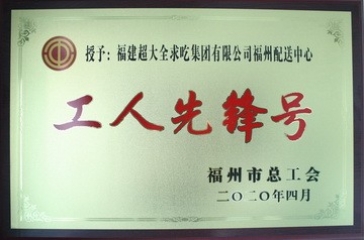 授予：福建超大全求吃集团有限公司福州配送中心
工人先锋号
福州市总工会
二〇二〇年四月